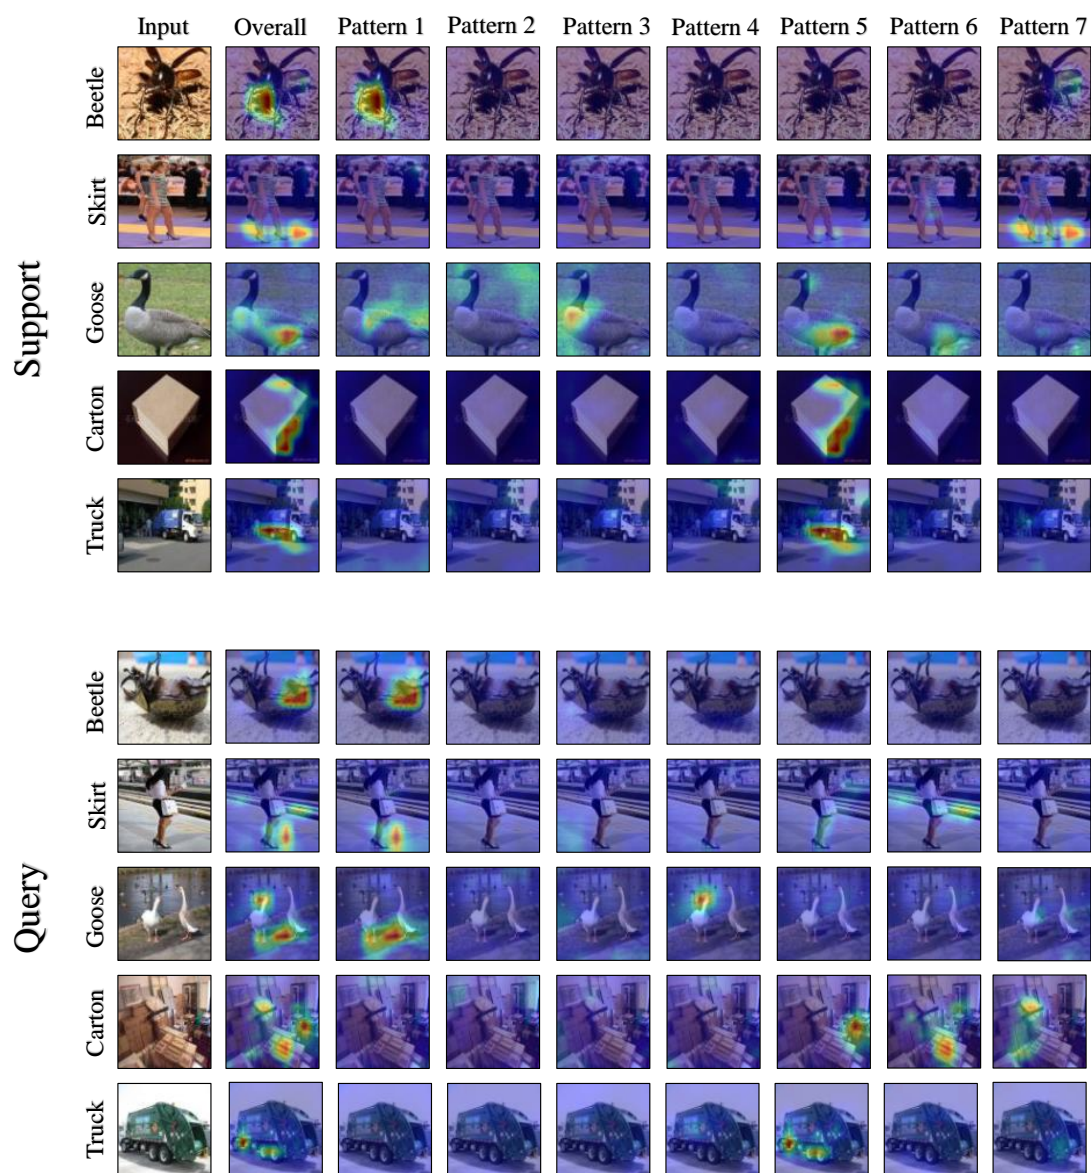 Input Overall Pattern 1 Pattern 2 Pattern 3 Pattern 4 Pattern 5 Pattern 6 Pattern 7
Support
Beetle
Skirt
Goose
Carton
Truck
Query
Beetle
Skirt
Goose
Carton
Truck